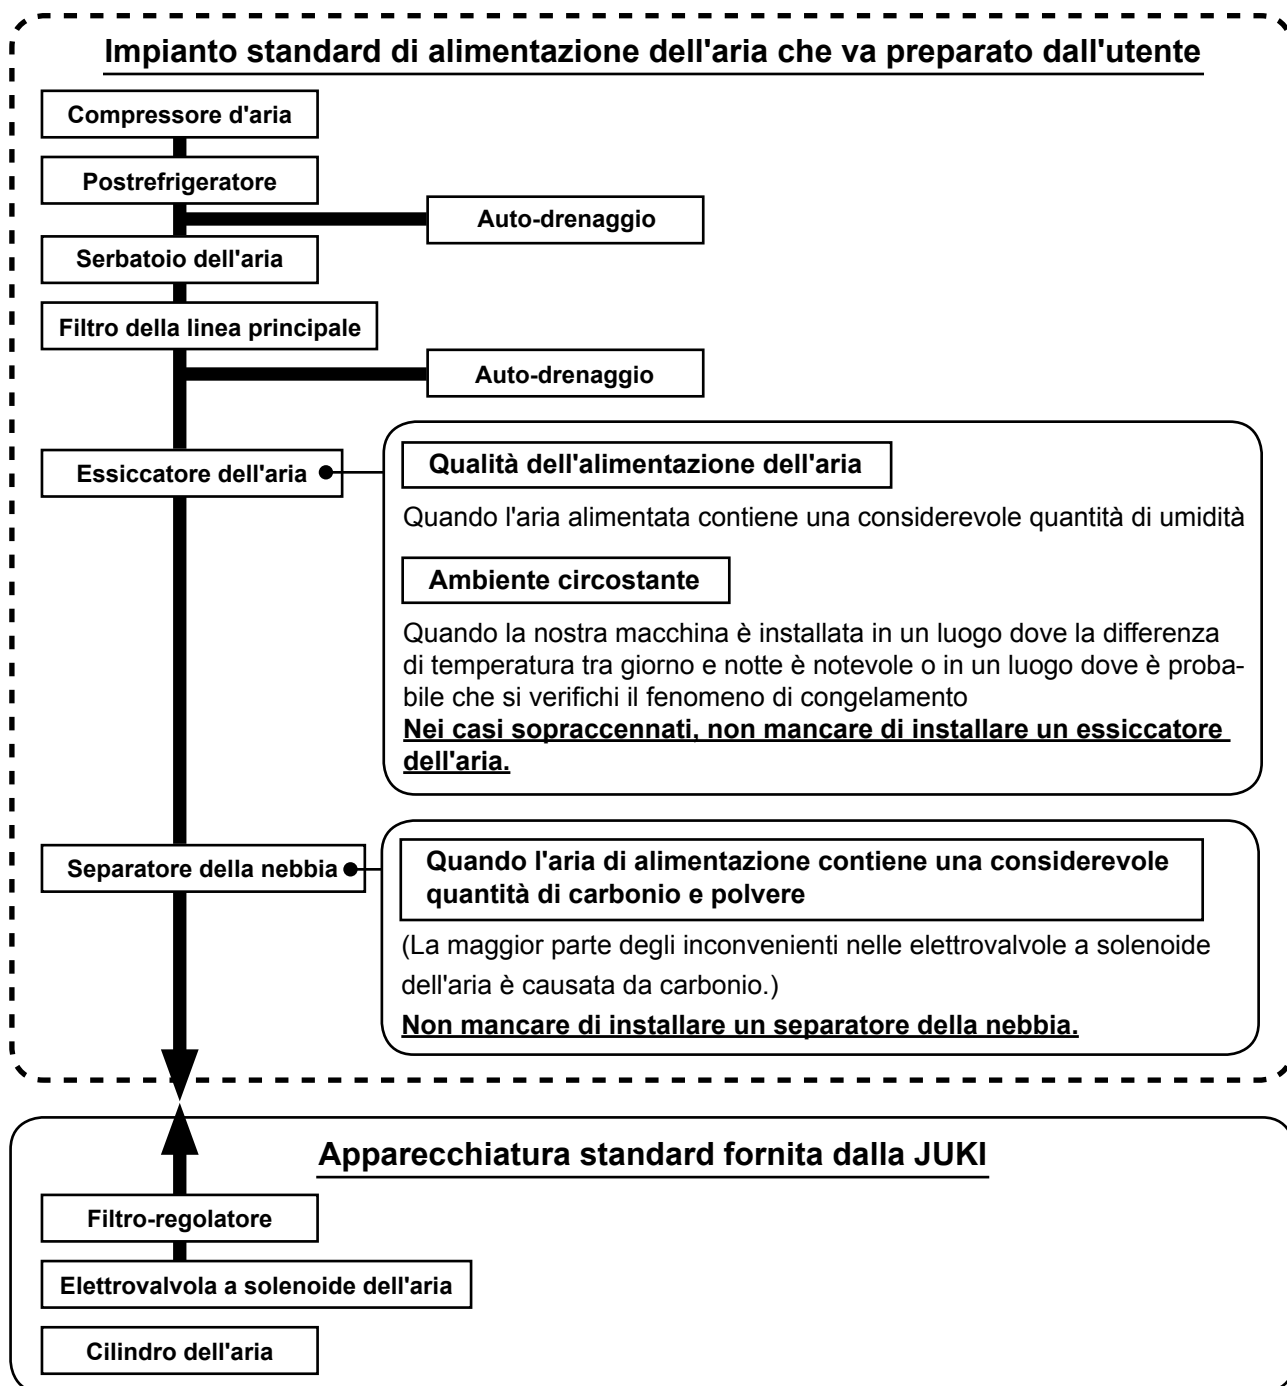 Impianto standard di alimentazione dell'aria che va preparato dall'utente
Compressore d'aria
Postrefrigeratore
Auto-drenaggio
Serbatoio dell'aria
Filtro della linea principale
Auto-drenaggio
Essiccatore dell'aria
Qualità dell'alimentazione dell'aria
Quando l'aria alimentata contiene una considerevole quantità di umidità
Ambiente circostante
Quando la nostra macchina è installata in un luogo dove la differenza
di temperatura tra giorno e notte è notevole o in un luogo dove è proba-
bile che si verifichi il fenomeno di congelamento
Nei casi sopraccennati, non mancare di installare un essiccatore
dell'aria.
Separatore della nebbia
Quando l'aria di alimentazione contiene una considerevole
quantità di carbonio e polvere
(La maggior parte degli inconvenienti nelle elettrovalvole a solenoide
dell'aria è causata da carbonio.)
Non mancare di installare un separatore della nebbia.
Apparecchiatura standard fornita dalla JUKI
Filtro-regolatore
Elettrovalvola a solenoide dell'aria
Cilindro dell'aria